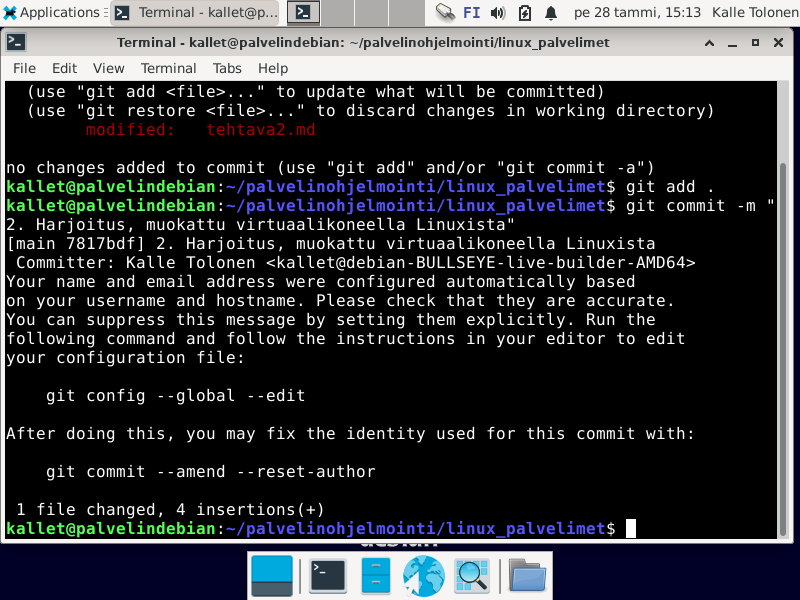 Applications
Terminal - kallet@p...
FI
pe 28 tammi, 15:13
Kalle Tolonen
Terminal - kallet@palvelindebian: ~/palvelinohjelmointi/linux_palvelimet
File Edit View Terminal Tabs Help
(use "git add <file>..." to update what will be committed)
(use "git restore <file>..." to discard changes in working directory)
modified: tehtava2.md
no changes added to commit (use "git add" and/or "git commit -a")
kallet@palvelindebian:~/palvelinohjelmointi/linux_palvelimet$ git add .
kallet@palvelindebian:~/palvelinohjelmointi/linux_palvelimet$ git commit -m "
2. Harjoitus, muokattu virtuaalikoneella Linuxista"
[main 7817bdf] 2. Harjoitus, muokattu virtuaalikoneella Linuxista
Committer: Kalle Tolonen <kallet@debian-BULLSEYE-live-builder-AMD64>
Your name and email address were configured automatically based
on your username and hostname. Please check that they are accurate.
You can suppress this message by setting them explicitly. Run the
following command and follow the instructions in your editor to edit
your configuration file:
git config --global --edit
After doing this, you may fix the identity used for this commit with:
git commit --amend --reset-author
1 file changed, 4 insertions(+)
kallet@palvelindebian:~/palvelinohjelmointi/linux_palvelimet$